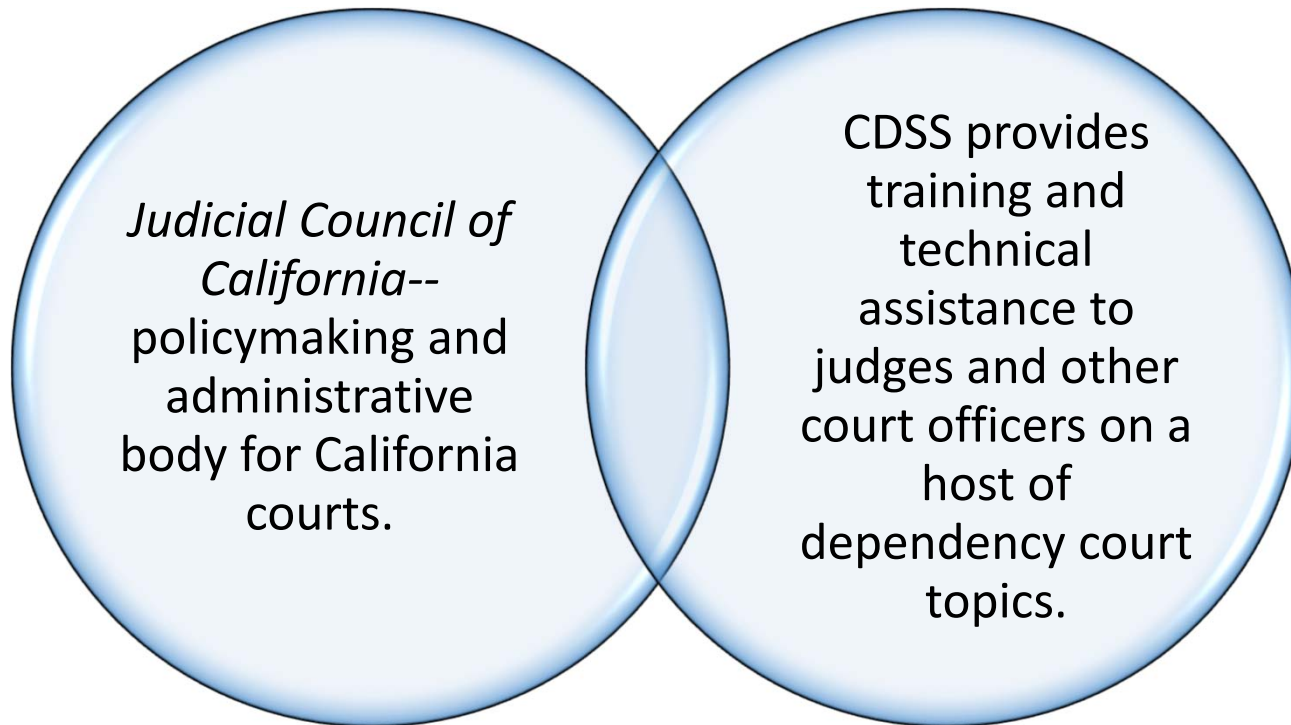 Judicial Council of
California--
policymaking and
administrative
body for California
courts.
CDSS provides
training and
technical
assistance to
judges and other
court officers on a
host of
dependency court
topics.